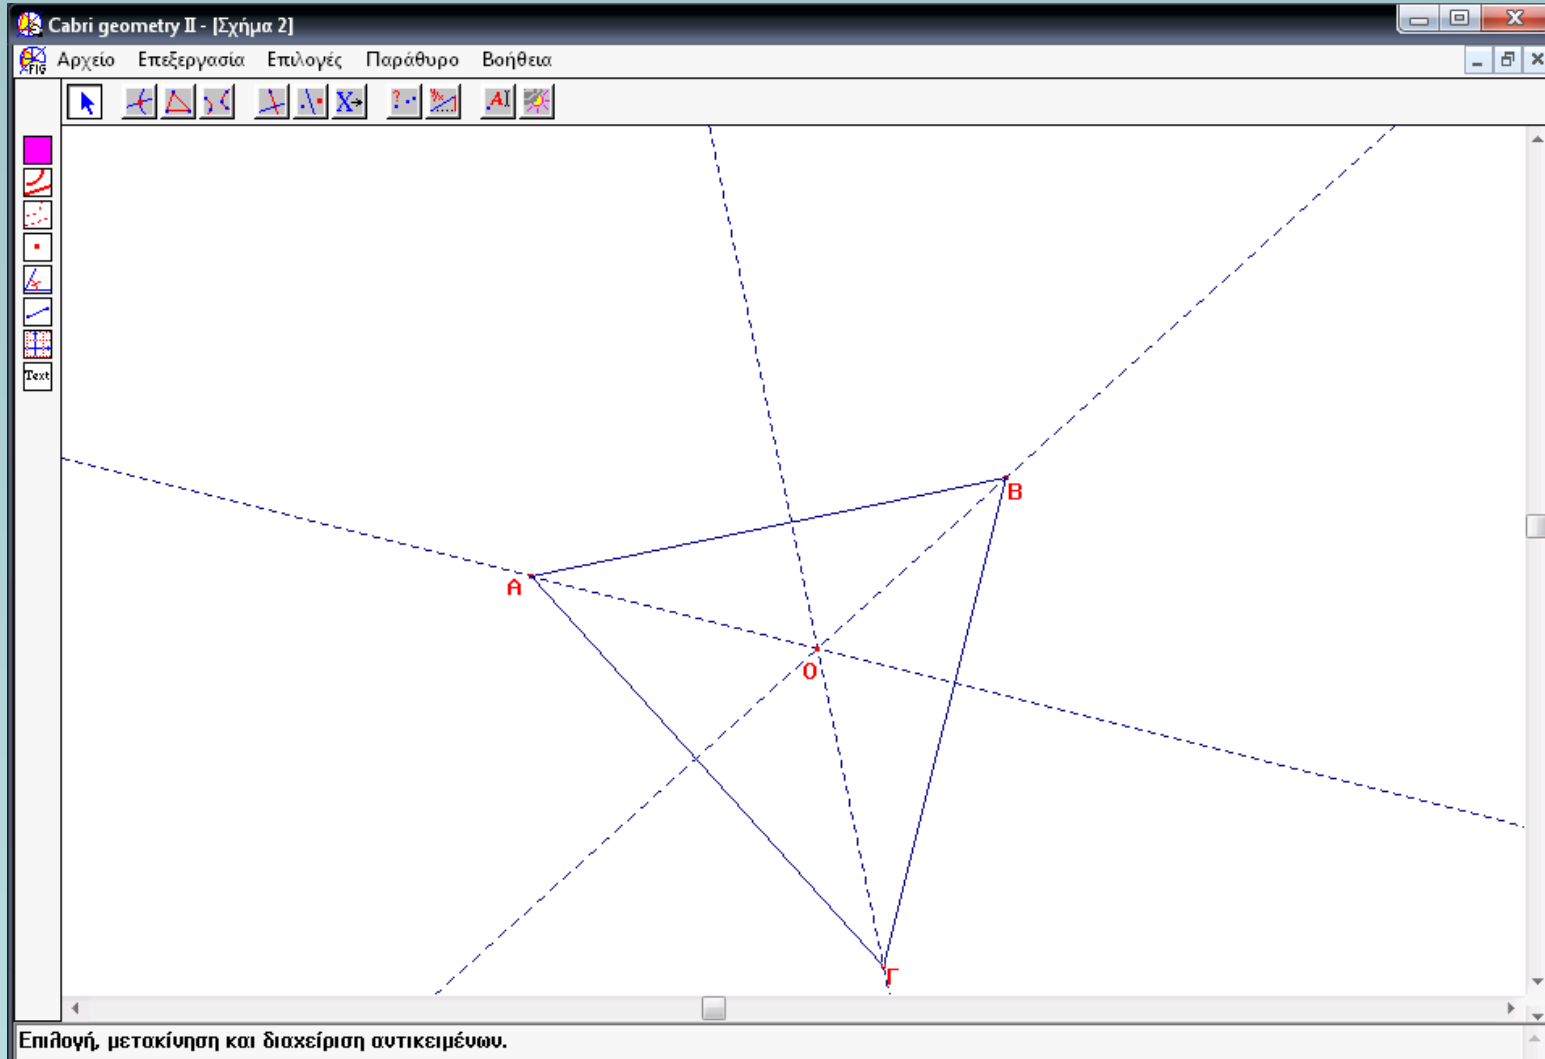 Cabri geometry II - [Σχήμα 2]
Αρχείο Επεξεργασία Επιλογές Παράθυρο Βοήθεια
Text
B
A
O
Γ
Επιλογή, μετακίνηση και διαχείριση αντικειμένων.